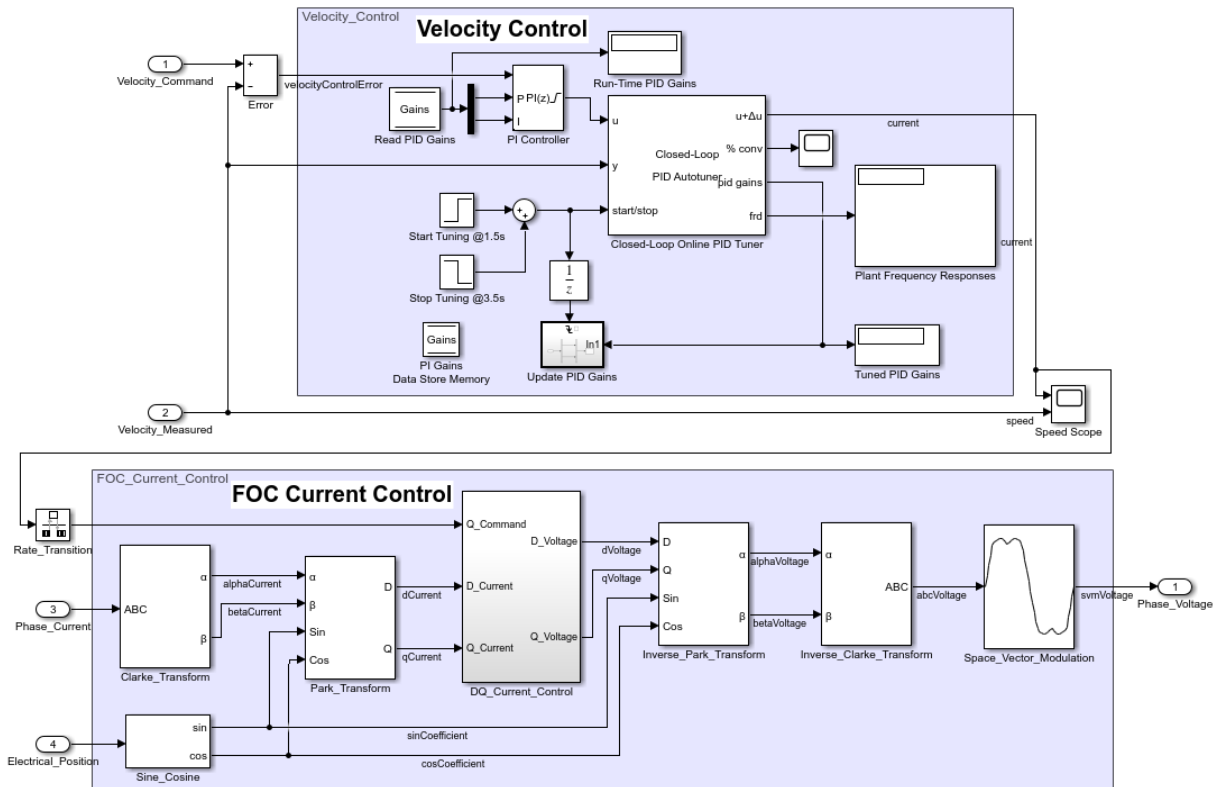 Velocity_Control
Velocity Control
1
Velocity_Command
+
−
Error
velocityControlError
Gains
Read PID Gains
P
I
PI(z)
PI Controller
Run-Time PID Gains
u
y
start/stop
Closed-Loop
PID Autotuner
u+Δu
% conv
pid gains
frd
Closed-Loop Online PID Tuner
current
Start Tuning @1.5s
+
+
Stop Tuning @3.5s
1
z
In1
Update PID Gains
Gains
PI Gains
Data Store Memory
Plant Frequency Responses
current
Tuned PID Gains
2
Velocity_Measured
speed
Speed Scope
FOC_Current_Control
FOC Current Control
Rate_Transition
3
Phase_Current
ABC
α
β
Clarke_Transform
alphaCurrent
betaCurrent
α
β
Sin
Cos
D
Q
Park_Transform
dCurrent
qCurrent
Q_Command
D_Current
Q_Current
D_Voltage
Q_Voltage
DQ_Current_Control
dVoltage
qVoltage
D
Q
Sin
Cos
α
β
Inverse_Park_Transform
alphaVoltage
betaVoltage
α
β
ABC
Inverse_Clarke_Transform
abcVoltage
Space_Vector_Modulation
svmVoltage
1
Phase_Voltage
4
Electrical_Position
sin
cos
Sine_Cosine
sinCoefficient
cosCoefficient